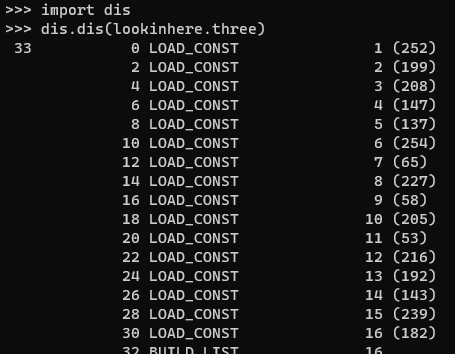 >>> import dis
>>> dis.dis(lookinhere.three)
 33           0 LOAD_CONST               1 (252)
              2 LOAD_CONST               2 (199)
              4 LOAD_CONST               3 (208)
              6 LOAD_CONST               4 (147)
              8 LOAD_CONST               5 (137)
             10 LOAD_CONST               6 (254)
             12 LOAD_CONST               7 (65)
             14 LOAD_CONST               8 (227)
             16 LOAD_CONST               9 (58)
             18 LOAD_CONST              10 (205)
             20 LOAD_CONST              11 (53)
             22 LOAD_CONST              12 (216)
             24 LOAD_CONST              13 (192)
             26 LOAD_CONST              14 (143)
             28 LOAD_CONST              15 (239)
             30 LOAD_CONST              16 (182)
             32 BUILD_LIST              16